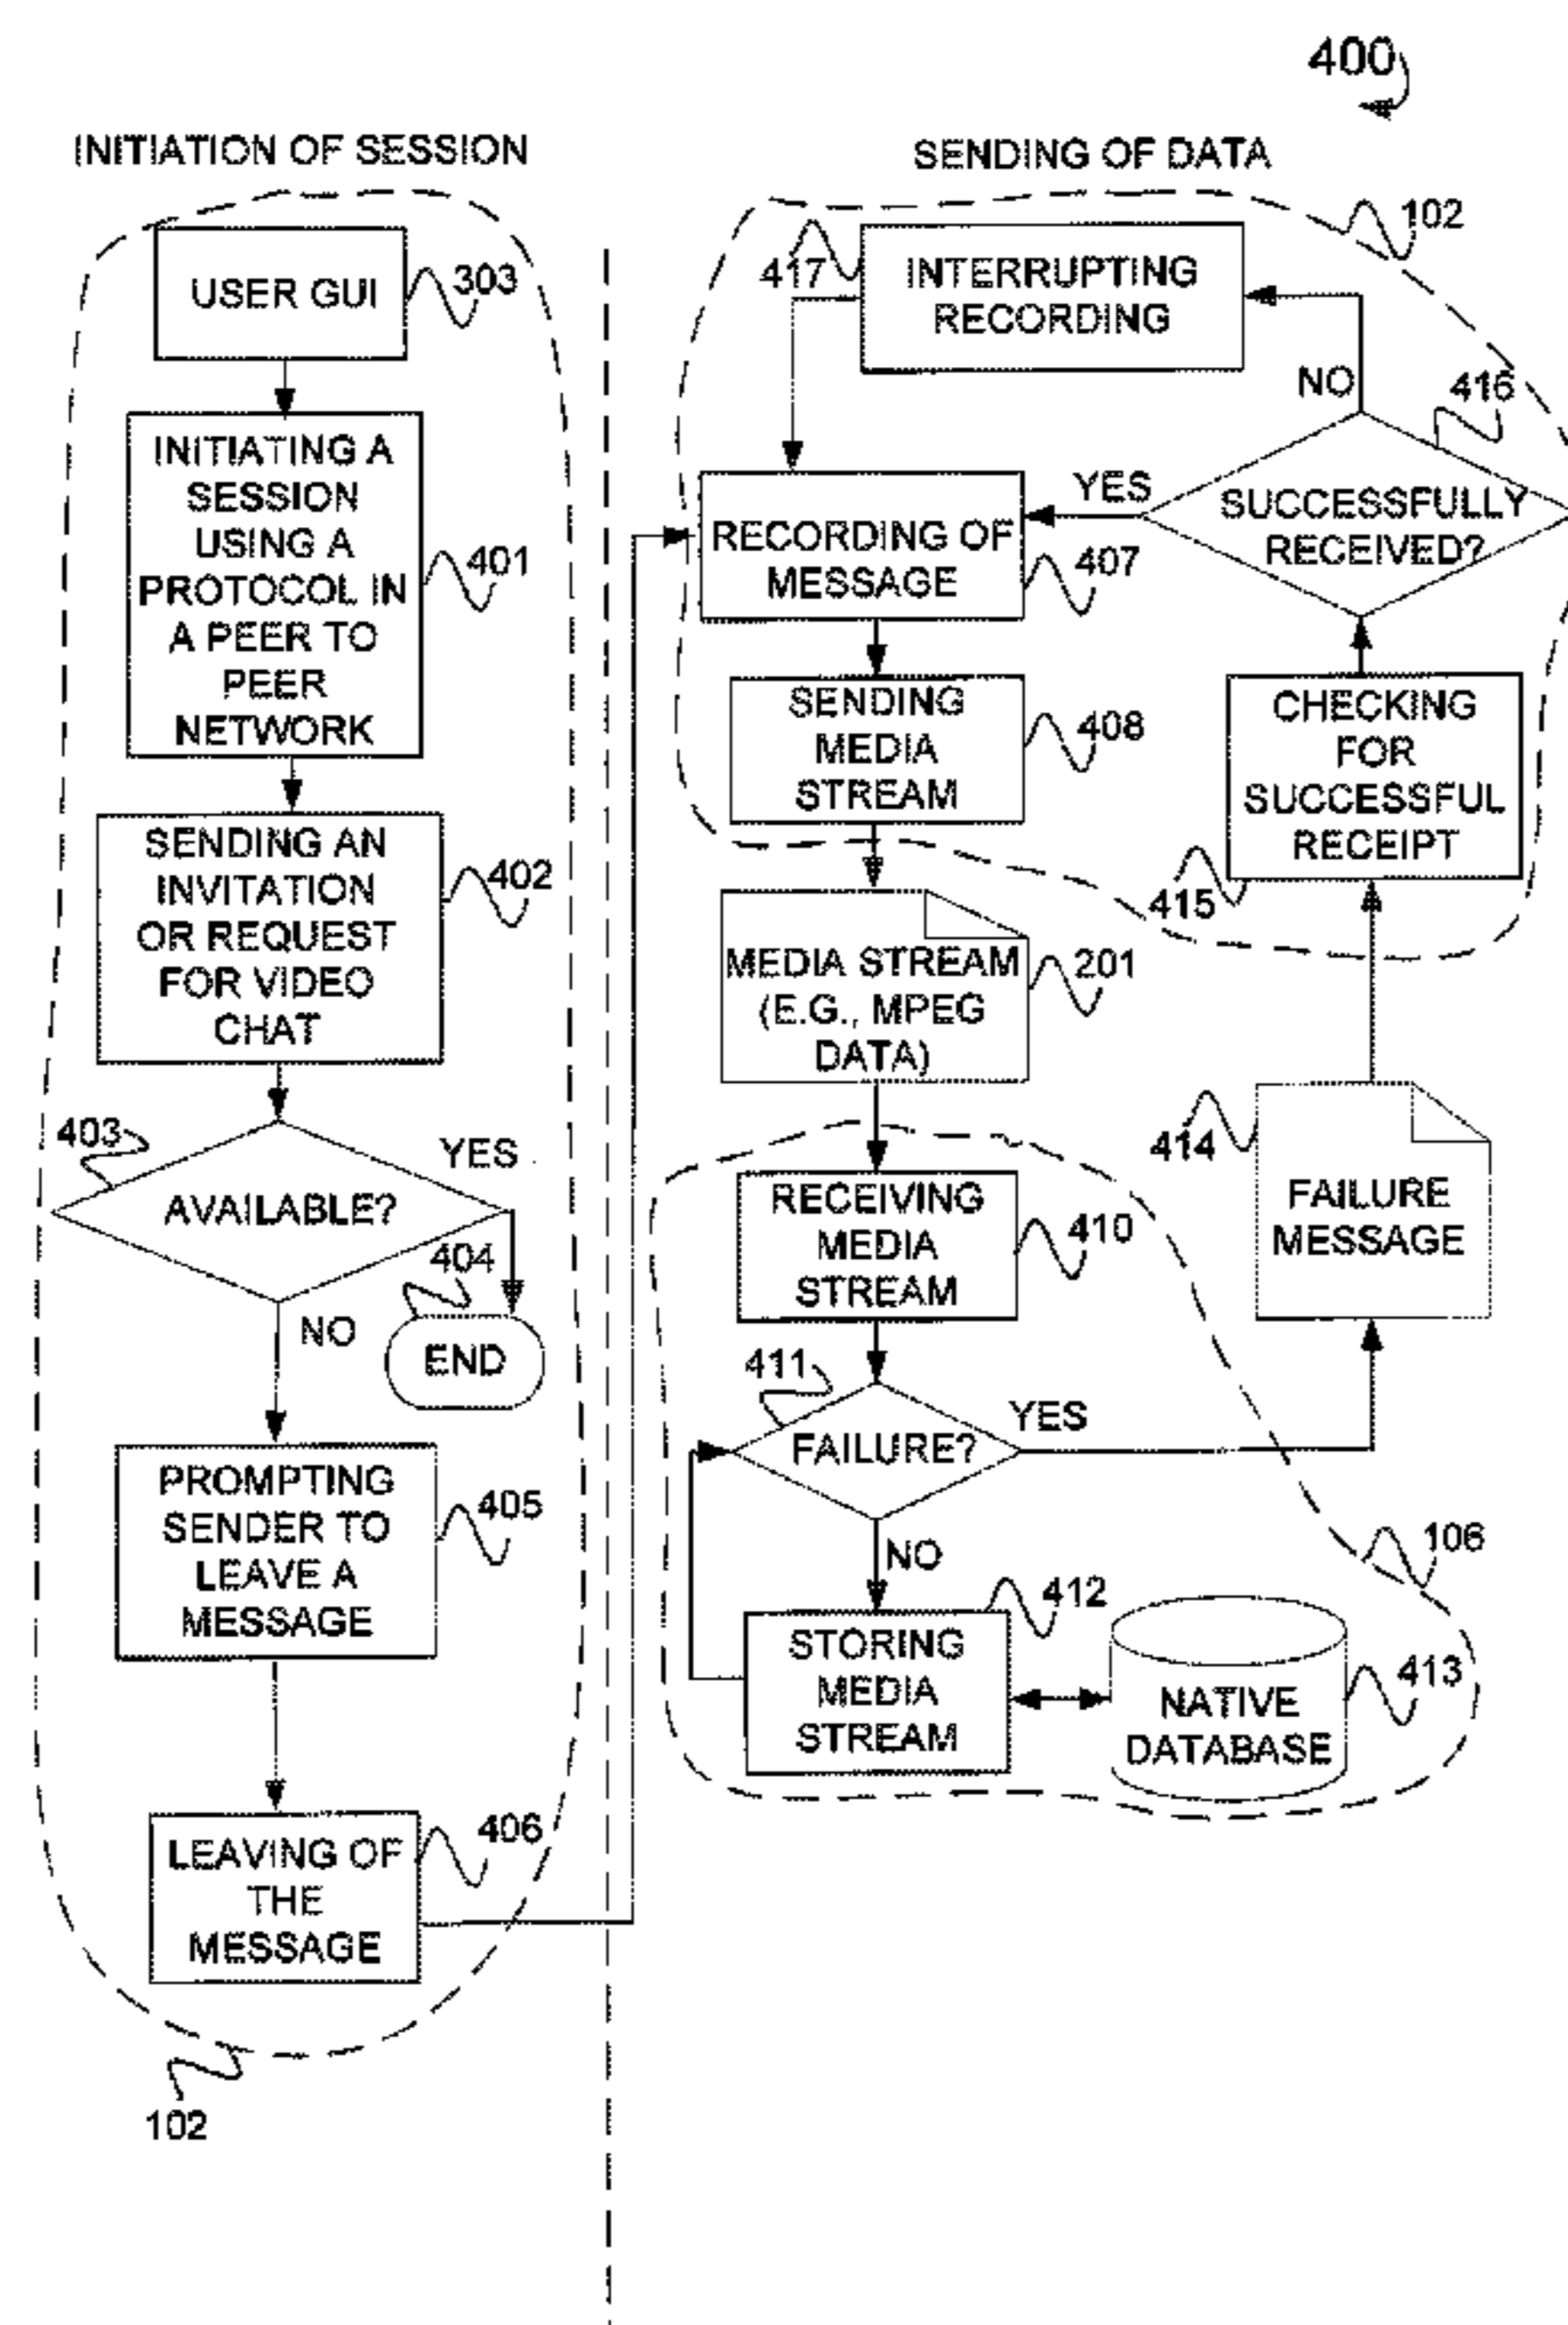 400
INITIATION OF SESSION
USER GUI
303
INITIATING A
SESSION
USING A
PROTOCOL IN
A PEER TO
PEER
NETWORK
401
SENDING AN
INVITATION
OR REQUEST
FOR VIDEO
CHAT
402
403
YES
AVAILABLE?
404
NO
END
PROMPTING
SENDER TO
LEAVE A
MESSAGE
405
LEAVING OF
THE
MESSAGE
406
102
SENDING OF DATA
102
417
INTERRUPTING
RECORDING
NO
416
YES
SUCCESSFULLY
RECEIVED?
RECORDING OF
MESSAGE
407
SENDING
MEDIA
STREAM
408
CHECKING
FOR
SUCCESSFUL
RECEIPT
415
MEDIA STREAM
(E.G., MPEG
DATA)
201
414
FAILURE
MESSAGE
RECEIVING
MEDIA
STREAM
410
411
YES
FAILURE?
NO
106
412
STORING
MEDIA
STREAM
NATIVE
DATABASE
413